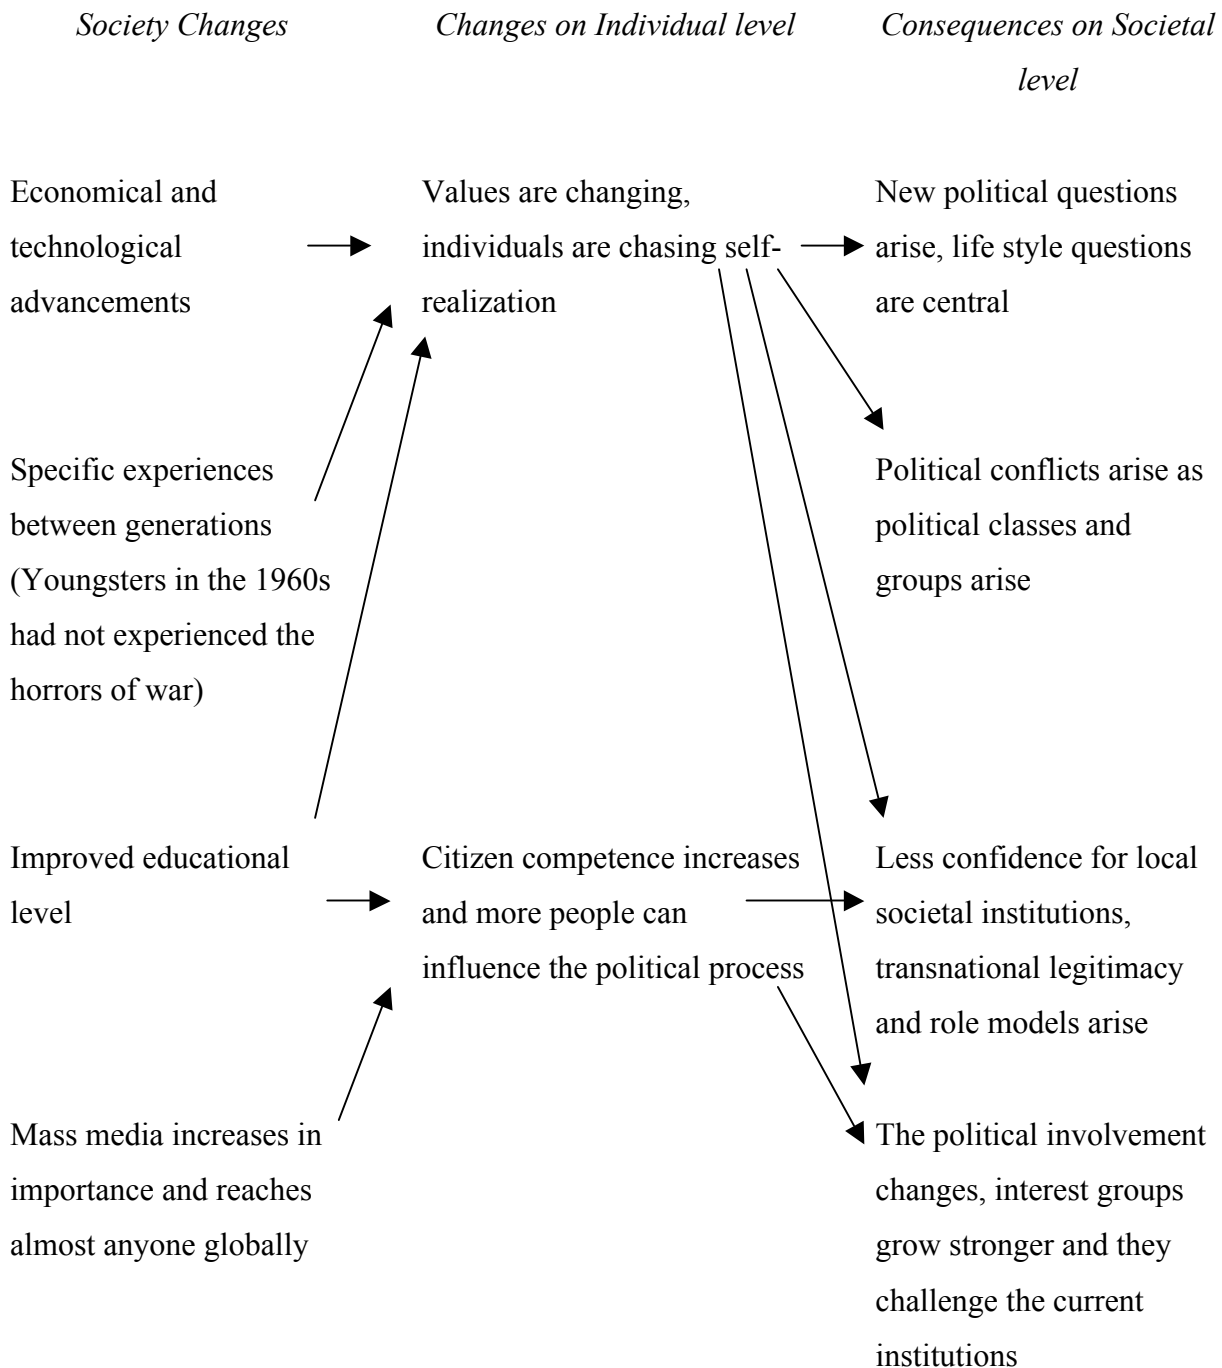 Society Changes
Changes on Individual level
Consequences on Societal
level
Economical and
technological
advancements
Values are changing,
individuals are chasing self-
realization
New political questions
arise, life style questions
are central
Specific experiences
between generations
(Youngsters in the 1960s
had not experienced the
horrors of war)
Political conflicts arise as
political classes and
groups arise
Improved educational
level
Citizen competence increases
and more people can
influence the political process
Less confidence for local
societal institutions,
transnational legitimacy
and role models arise
Mass media increases in
importance and reaches
almost anyone globally
The political involvement
changes, interest groups
grow stronger and they
challenge the current
institutions